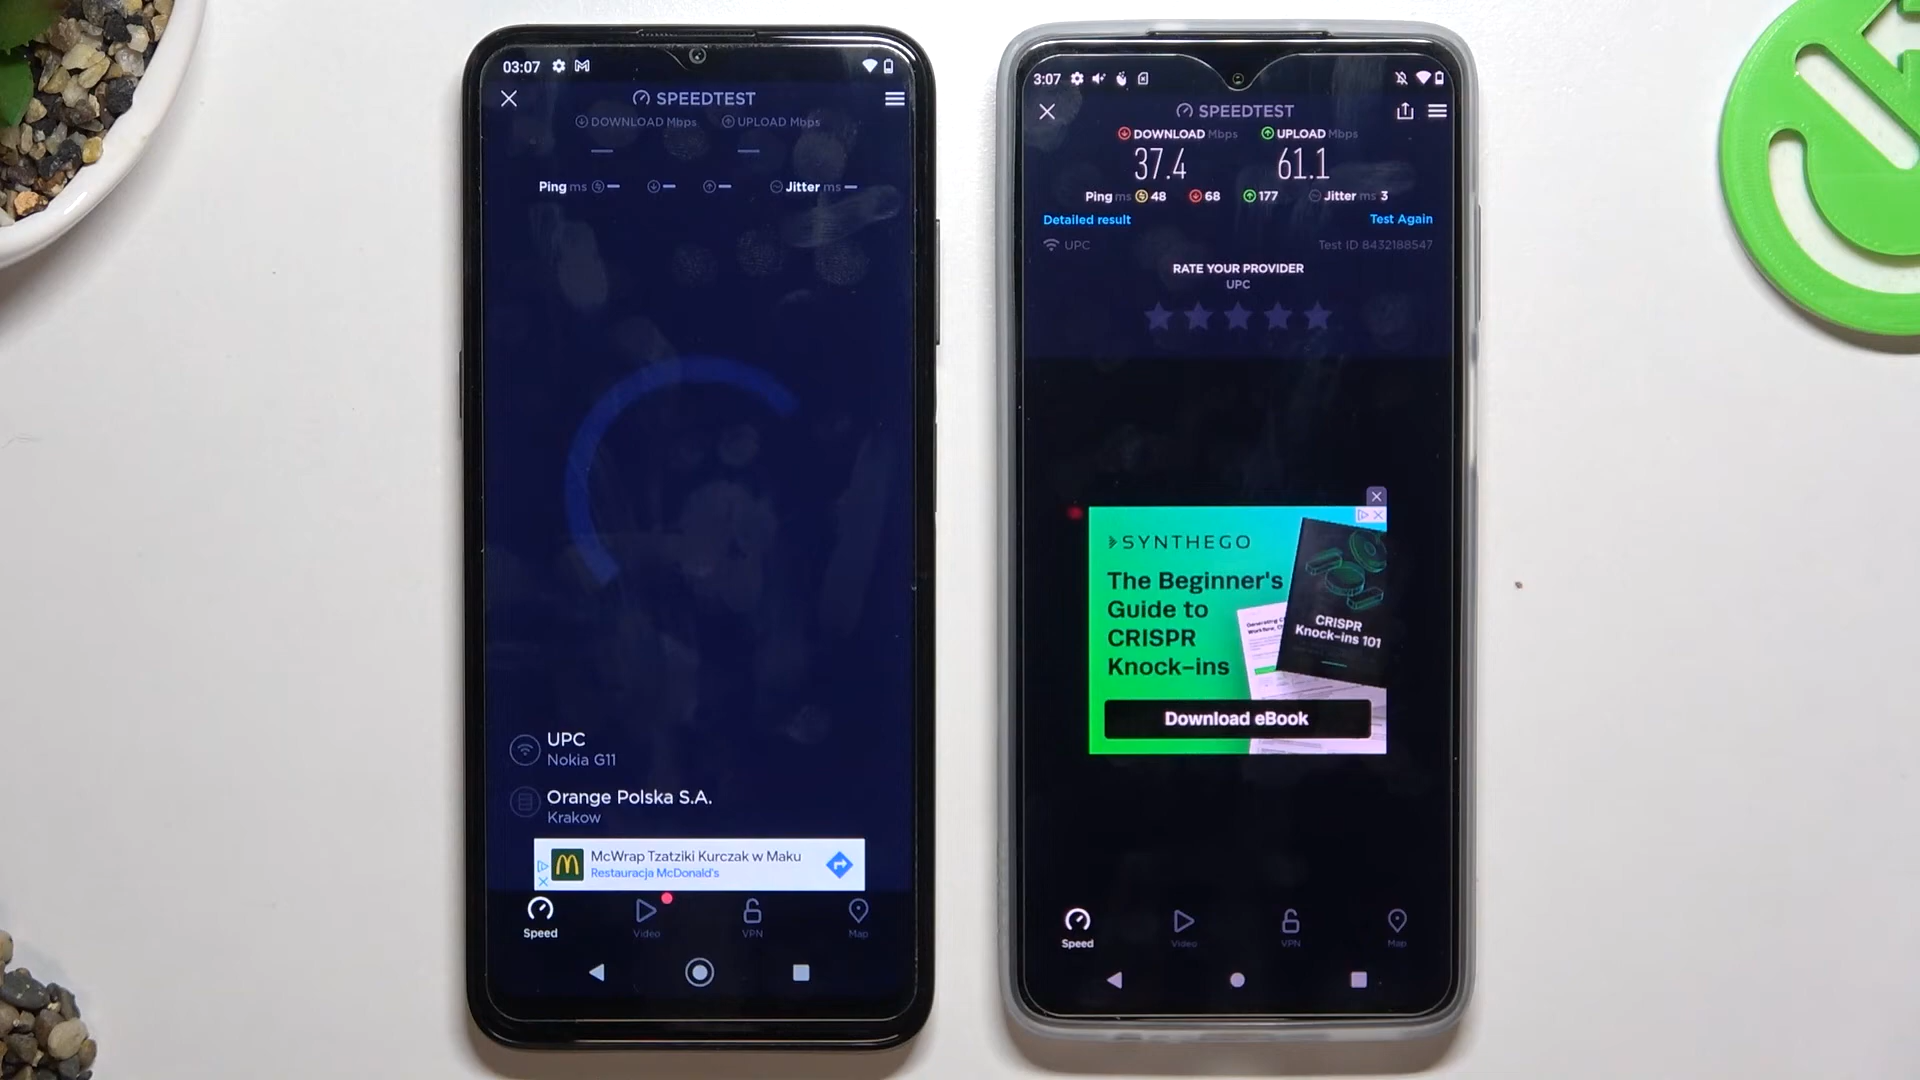 03:07
SPEEDTEST
DOWNLOAD Mbps UPLOAD Mbps
Ping ms
Jitter ms
UPC
Nokia G11
Orange Polska S.A.
Krakow
McWrap Tzatziki Kurczak w Maku
Restauracja McDonald's
Speed
Video
VPN
Map
3:07
SPEEDTEST
DOWNLOAD Mbps UPLOAD Mbps
37.4 61.1
Ping ms 48 68 177 Jitter ms 3
Detailed result Test Again
UPC Test ID 8432188547
RATE YOUR PROVIDER
UPC
SYNTHEGO
The Beginner's
Guide to
CRISPR
Knock-ins
CRISPR
Knock-ins 101
Download eBook
Speed
Video
VPN
Map